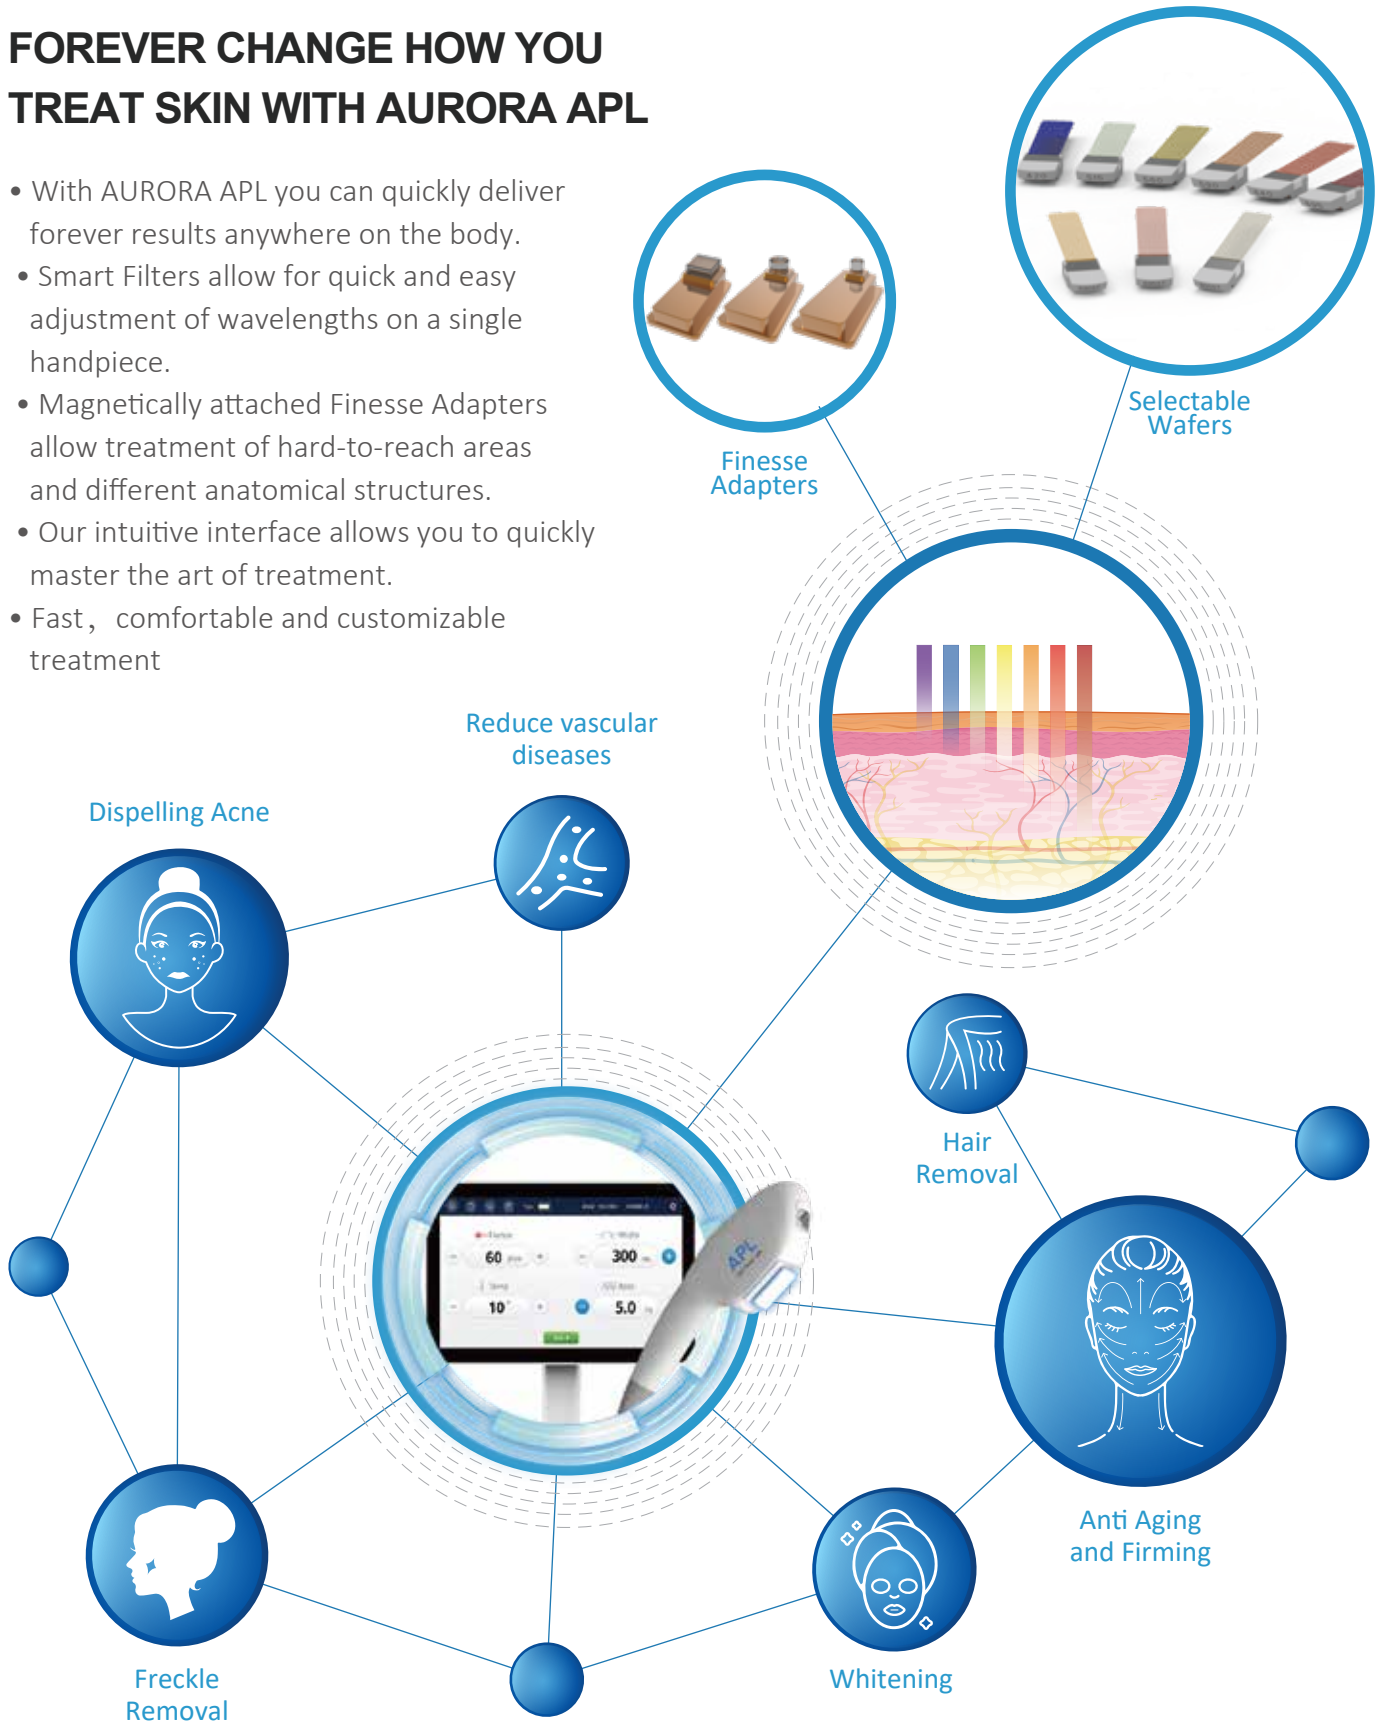 FOREVER CHANGE HOW YOU
TREAT SKIN WITH AURORA APL
• With AURORA APL you can quickly deliver
forever results anywhere on the body.
• Smart Filters allow for quick and easy
adjustment of wavelengths on a single
handpiece.
• Magnetically attached Finesse Adapters
allow treatment of hard-to-reach areas
and different anatomical structures.
• Our intuitive interface allows you to quickly
master the art of treatment.
• Fast，comfortable and customizable
treatment
Finesse
Adapters
Selectable
Wafers
Reduce vascular
diseases
Dispelling Acne
Hair
Removal
60
300
10°
5.0
APL
Anti Aging
and Firming
Freckle
Removal
Whitening